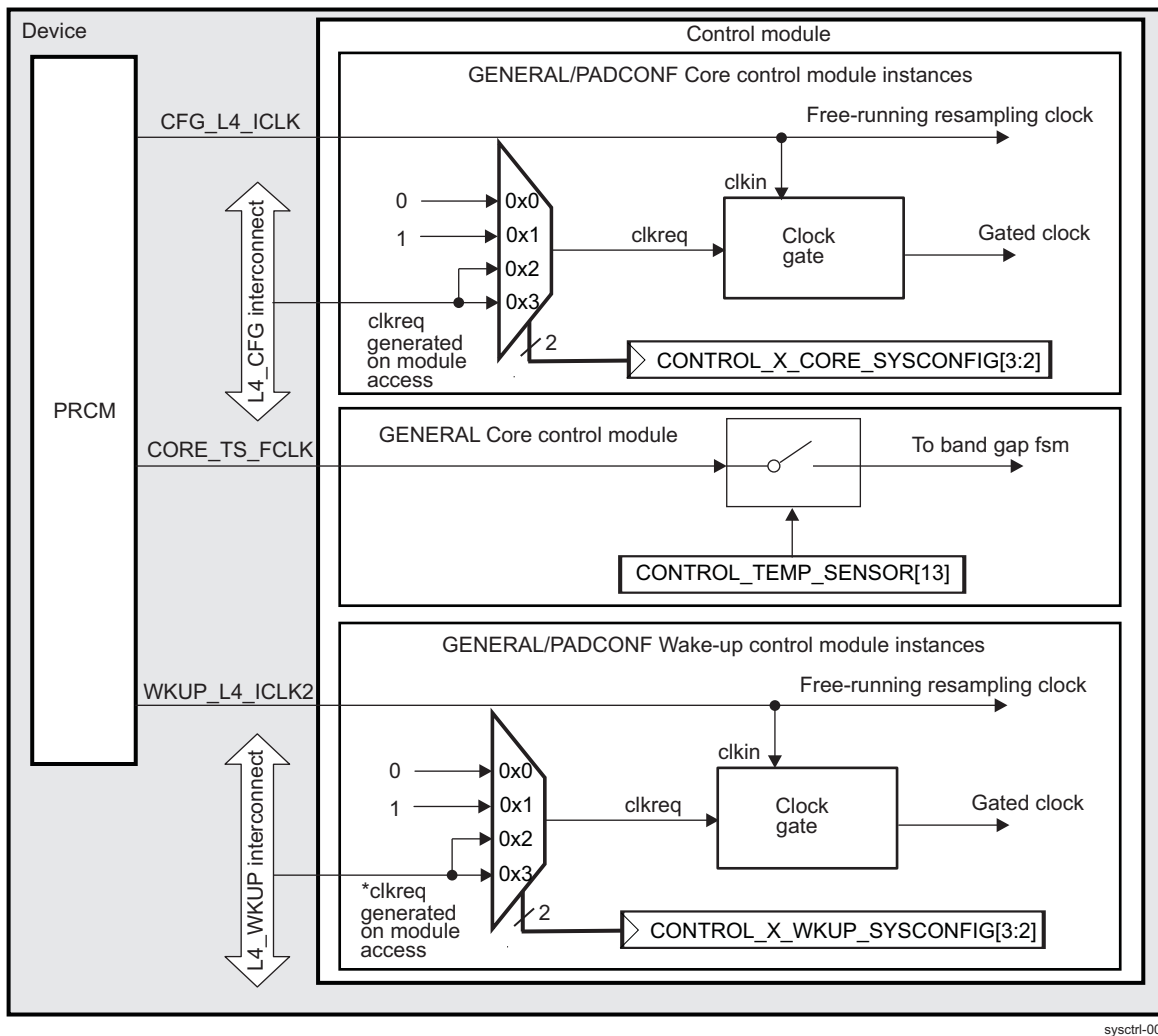 Device
Control module
GENERAL/PADCONF Core control module instances
CFG_L4_ICLK
Free-running resampling clock
clkin
0
0x0
1
0x1
clkreq
Clock
gate
Gated clock
0x2
0x3
L4_CFG interconnect
clkreq
generated
on module
access
2
CONTROL_X_CORE_SYSCONFIG[3:2]
PRCM
GENERAL Core control module
CORE_TS_FCLK
To band gap fsm
CONTROL_TEMP_SENSOR[13]
GENERAL/PADCONF Wake-up control module instances
WKUP_L4_ICLK2
Free-running resampling clock
clkin
0
0x0
1
0x1
clkreq
Clock
gate
Gated clock
0x2
0x3
L4_WKUP interconnect
*clkreq
generated
on module
access
2
CONTROL_X_WKUP_SYSCONFIG[3:2]